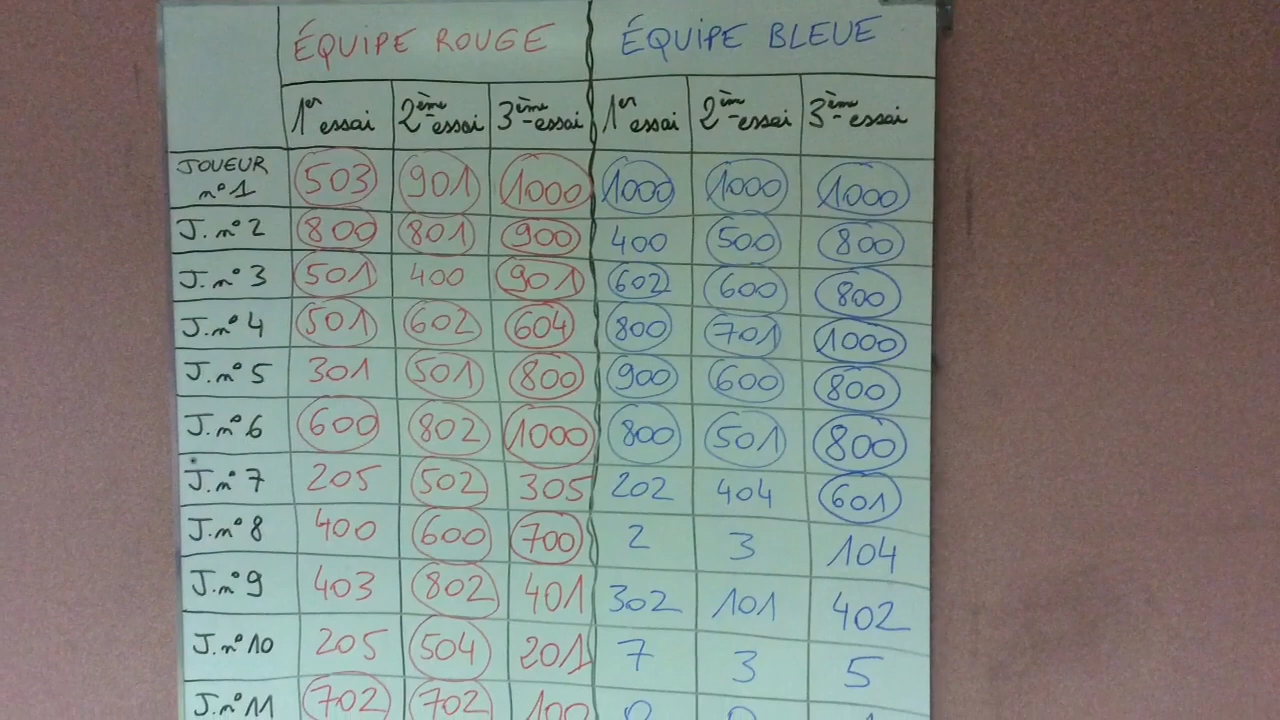 ÉQUIPE ROUGE ÉQUIPE BLEUE
1er essai 2ème essai 3ème essai 1er essai 2ème essai 3ème essai
JOUEUR n°1 503 901 1000 1000 1000 1000
J. n° 2 800 801 900 400 500 800
J. n° 3 501 400 901 602 600 800
J. n° 4 501 602 604 800 701 1000
J. n° 5 301 501 800 900 600 800
J. n° 6 600 802 1000 800 501 800
J. n° 7 205 502 305 202 404 601
J. n° 8 400 600 700 2 3 104
J. n° 9 403 802 401 302 101 402
J. n° 10 205 504 201 7 3 5
J. n° 11 702 702 100